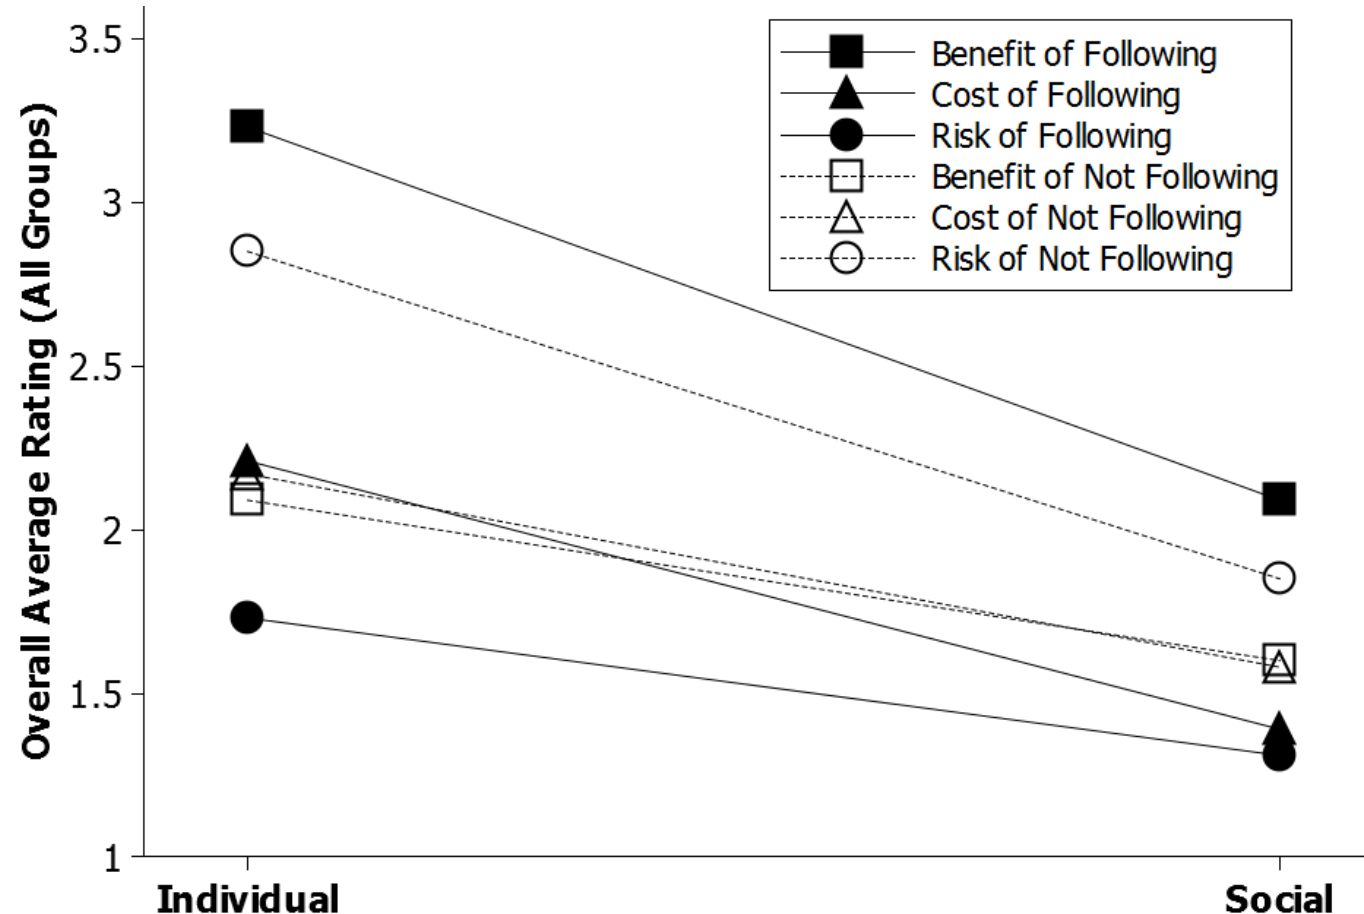 Overall Average Rating (All Groups)
3.5
3
2.5
2
1.5
1
Benefit of Following
Cost of Following
Risk of Following
Benefit of Not Following
Cost of Not Following
Risk of Not Following
Individual
Social